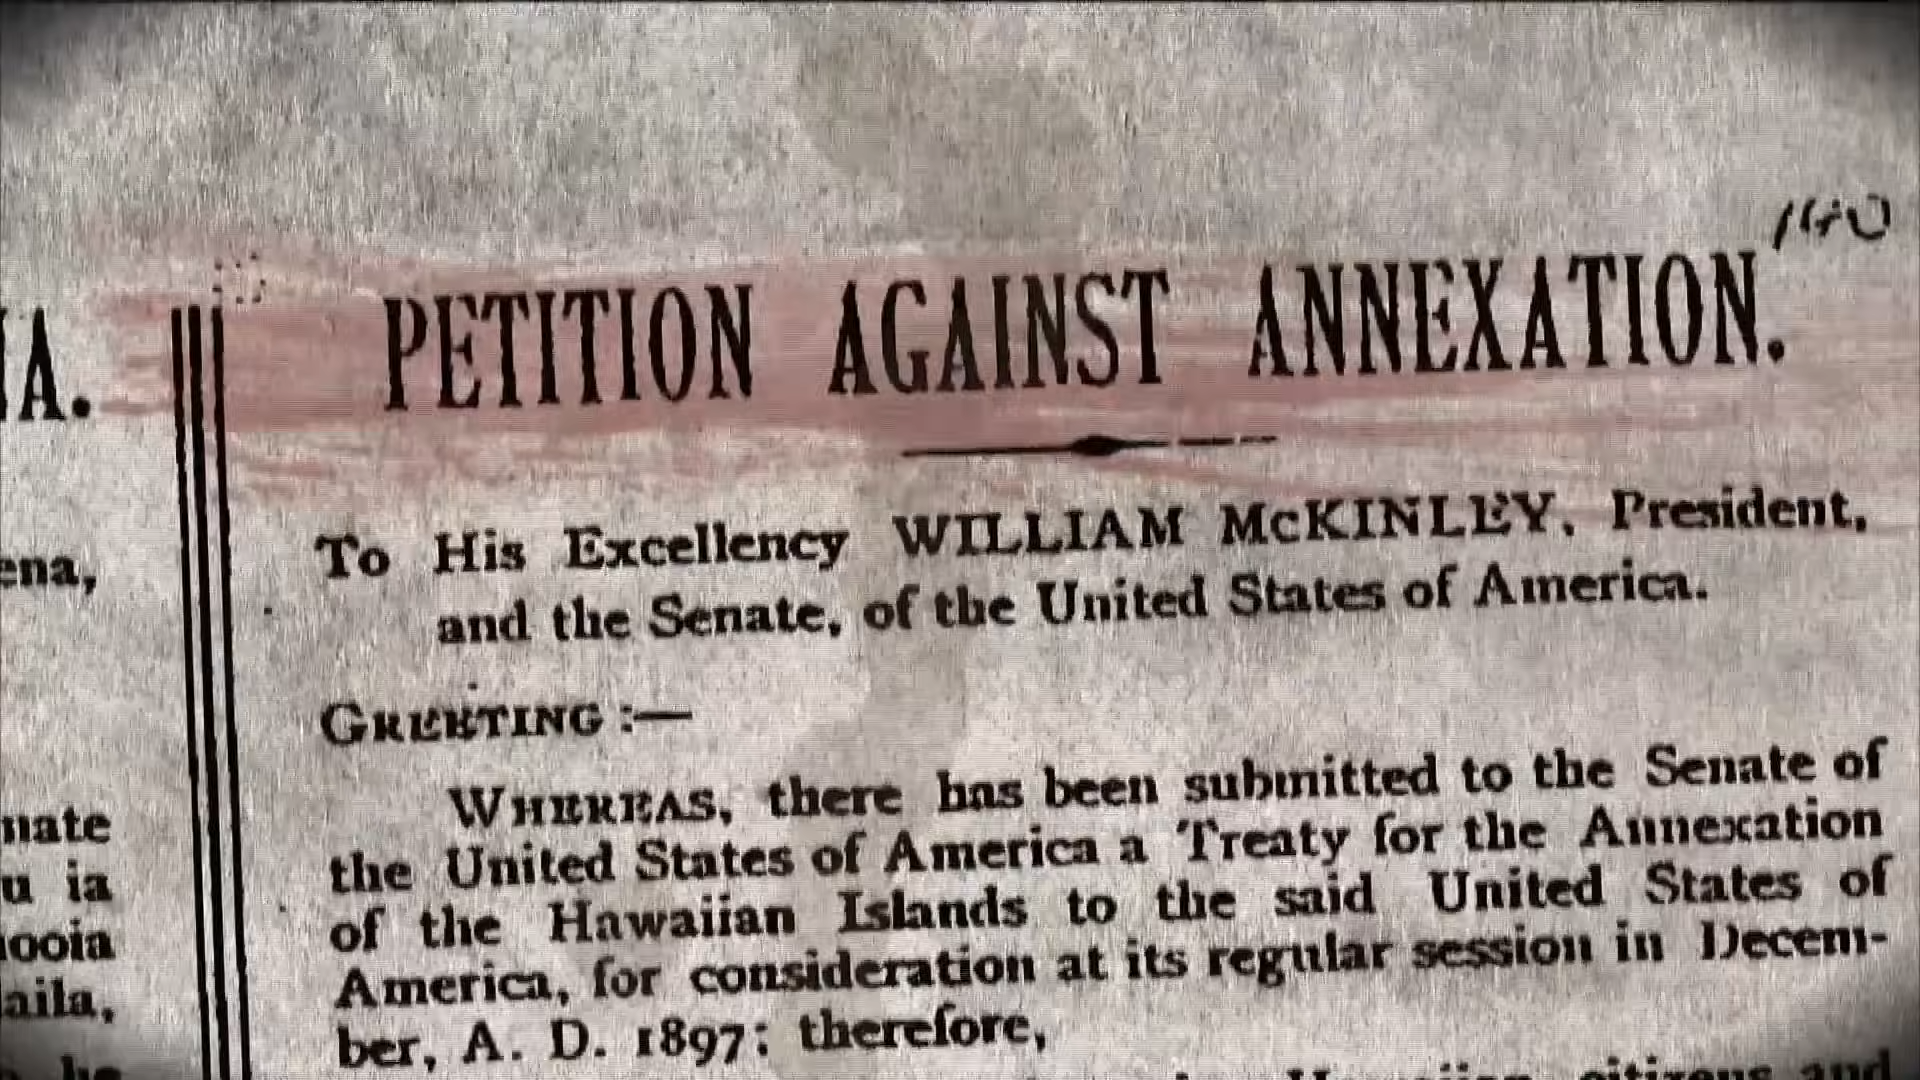 140
PETITION AGAINST ANNEXATION.
To His Excellency WILLIAM McKINLEY, President,
and the Senate, of the United States of America.
GREETING :—
WHEREAS, there has been submitted to the Senate of
the United States of America a Treaty for the Annexation
of the Hawaiian Islands to the said United States of
America, for consideration at its regular session in Decem-
ber, A. D. 1897; therefore,
citizens and
A.
ena,
nate
u ia
ooia
aila,